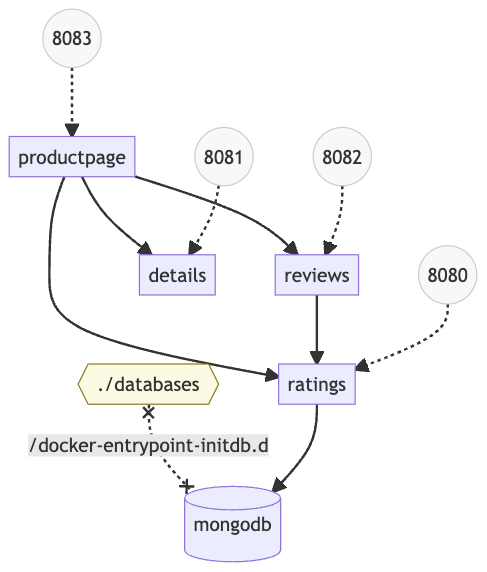 8083
productpage
8081
8082
details
reviews
8080
./databases
ratings
/docker-entrypoint-initdb.d
mongodb